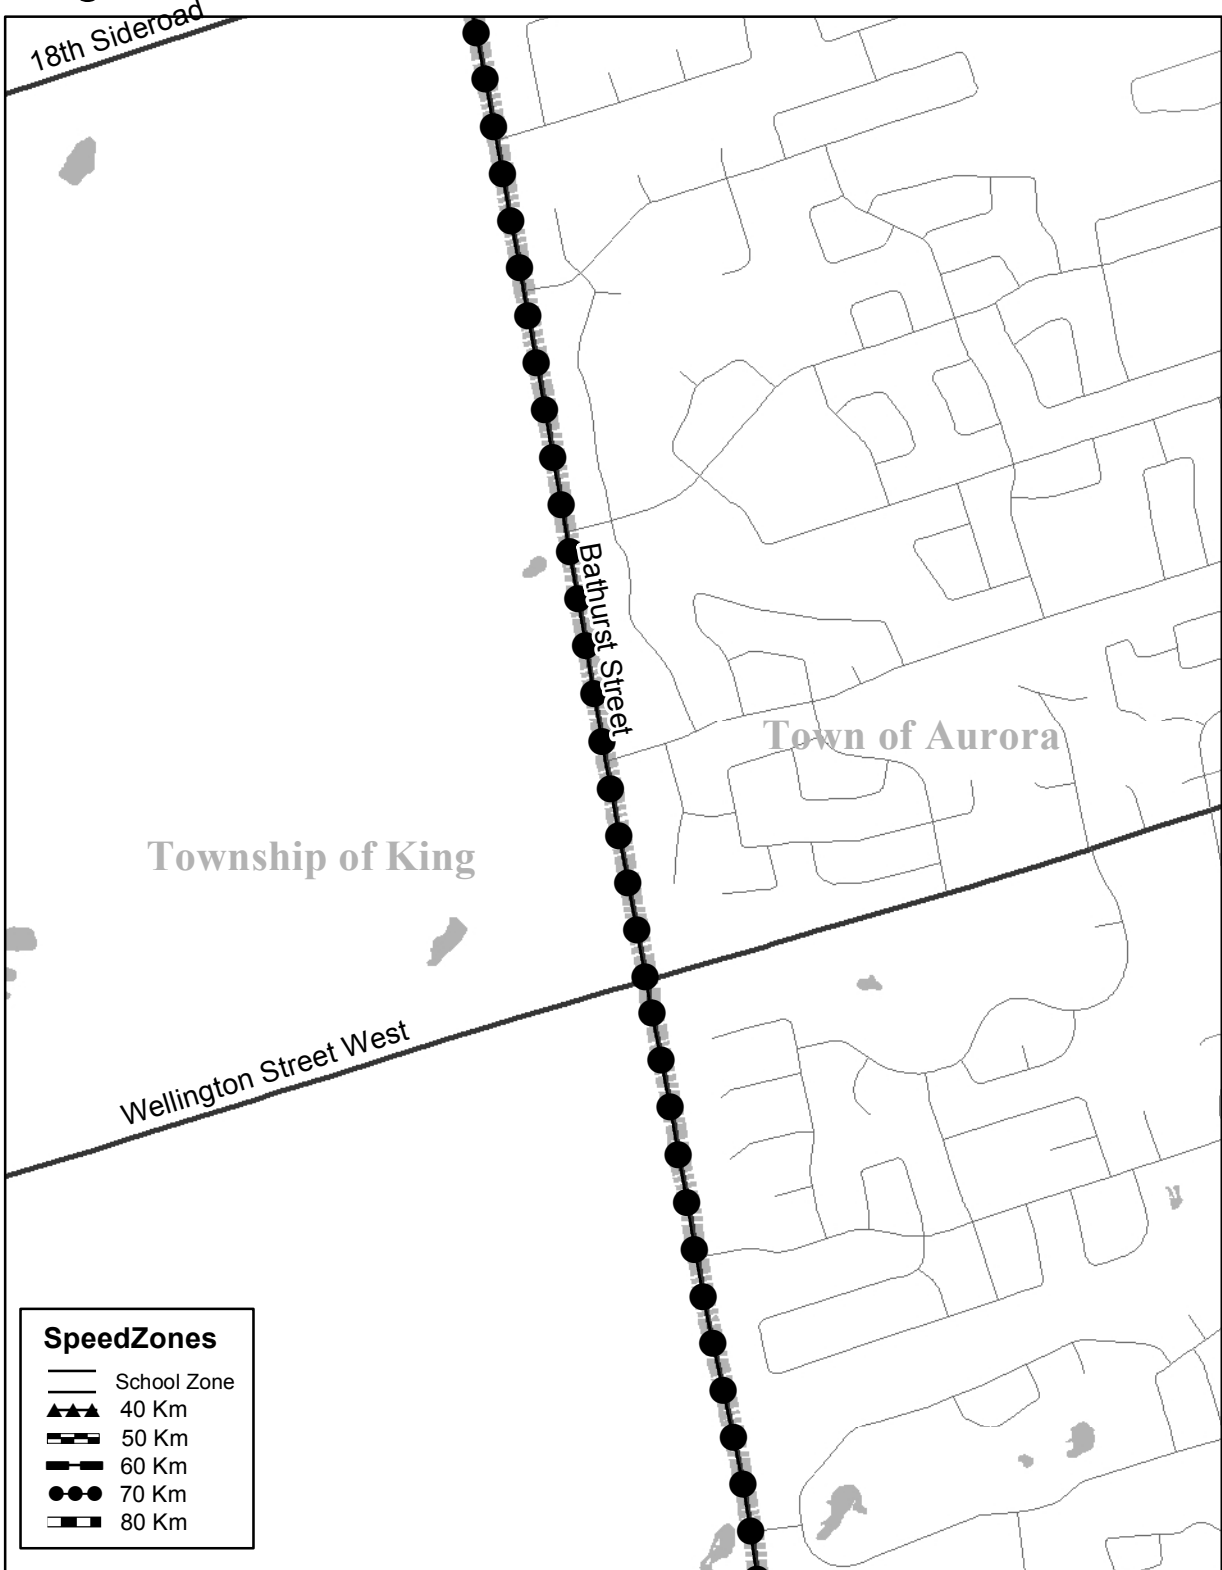 18th Sideroad
Bathurst Street
Town of Aurora
Township of King
Wellington Street West
SpeedZones
School Zone
40 Km
50 Km
60 Km
70 Km
80 Km